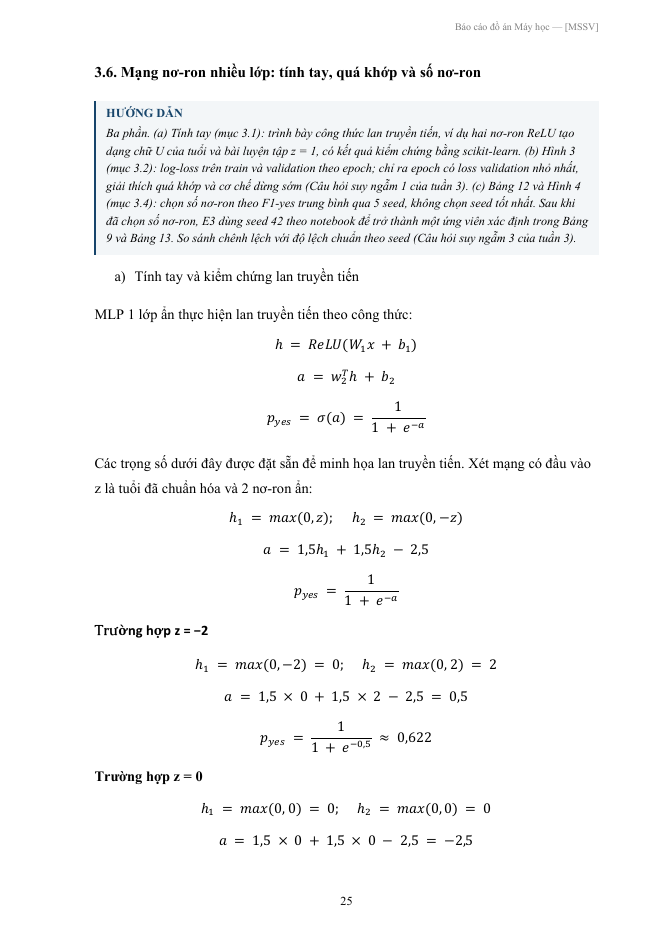 Báo cáo đồ án Máy học — [MSSV]
3.6. Mạng nơ-ron nhiều lớp: tính tay, quá khớp và số nơ-ron
HƯỚNG DẪN
Ba phần. (a) Tính tay (mục 3.1): trình bày công thức lan truyền tiến, ví dụ hai nơ-ron ReLU tạo
dạng chữ U của tuổi và bài luyện tập z = 1, có kết quả kiểm chứng bằng scikit-learn. (b) Hình 3
(mục 3.2): log-loss trên train và validation theo epoch; chỉ ra epoch có loss validation nhỏ nhất,
giải thích quá khớp và cơ chế dừng sớm (Câu hỏi suy ngẫm 1 của tuần 3). (c) Bảng 12 và Hình 4
(mục 3.4): chọn số nơ-ron theo F1-yes trung bình qua 5 seed, không chọn seed tốt nhất. Sau khi
đã chọn số nơ-ron, E3 dùng seed 42 theo notebook để trở thành một ứng viên xác định trong Bảng
9 và Bảng 13. So sánh chênh lệch với độ lệch chuẩn theo seed (Câu hỏi suy ngẫm 3 của tuần 3).
a) Tính tay và kiểm chứng lan truyền tiến
MLP 1 lớp ẩn thực hiện lan truyền tiến theo công thức:
h = ReLU(W₁x + b₁)
a = w₂ᵀh + b₂
p_yes = σ(a) = 1 / (1 + e^(−a))
Các trọng số dưới đây được đặt sẵn để minh họa lan truyền tiến. Xét mạng có đầu vào
z là tuổi đã chuẩn hóa và 2 nơ-ron ẩn:
h₁ = max(0, z); h₂ = max(0, −z)
a = 1,5h₁ + 1,5h₂ − 2,5
p_yes = 1 / (1 + e^(−a))
Trường hợp z = −2
h₁ = max(0, −2) = 0; h₂ = max(0, 2) = 2
a = 1,5 × 0 + 1,5 × 2 − 2,5 = 0,5
p_yes = 1 / (1 + e^(−0,5)) ≈ 0,622
Trường hợp z = 0
h₁ = max(0, 0) = 0; h₂ = max(0, 0) = 0
a = 1,5 × 0 + 1,5 × 0 − 2,5 = −2,5
25